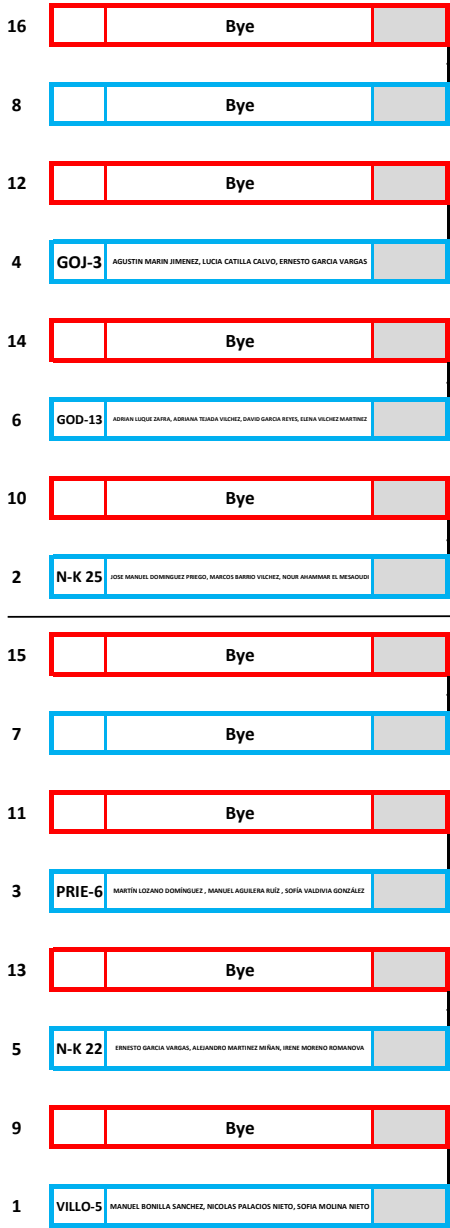 16 Bye
8 Bye
12 Bye
4 GOJ-3 AGUSTIN MARIN JIMENEZ, LUCIA CATILLA CALVO, ERNESTO GARCIA VARGAS
14 Bye
6 GOD-13 ADRIAN LUQUE ZAFRA, ADRIANA TEJADA VILCHEZ, DAVID GARCIA REYES, ELENA VILCHEZ MARTINEZ
10 Bye
2 N-K 25 JOSE MANUEL DOMINGUEZ PRIEGO, MARCOS BARRIO VILCHEZ, NOUR AHAMMAR EL MESAOUDI
15 Bye
7 Bye
11 Bye
3 PRIE-6 MARTÍN LOZANO DOMÍNGUEZ , MANUEL AGUILERA RUÍZ , SOFÍA VALDIVIA GONZÁLEZ
13 Bye
5 N-K 22 ERNESTO GARCIA VARGAS, ALEJANDRO MARTINEZ MIÑAN, IRENE MORENO ROMANOVA
9 Bye
1 VILLO-5 MANUEL BONILLA SANCHEZ, NICOLAS PALACIOS NIETO, SOFIA MOLINA NIETO